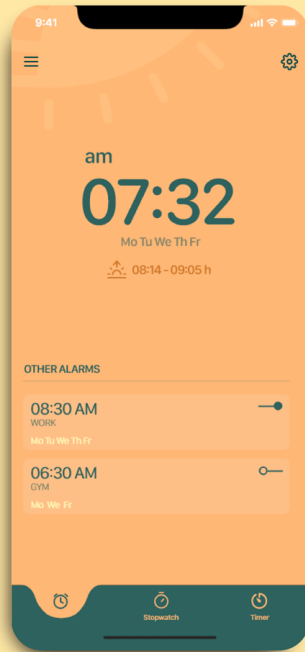 9:41
am
07:32
Mo Tu We Th Fr
08:14 - 09:05 h
OTHER ALARMS
08:30 AM
WORK
Mo Tu We Th Fr
06:30 AM
GYM
Mo We Fr
Stopwatch
Timer